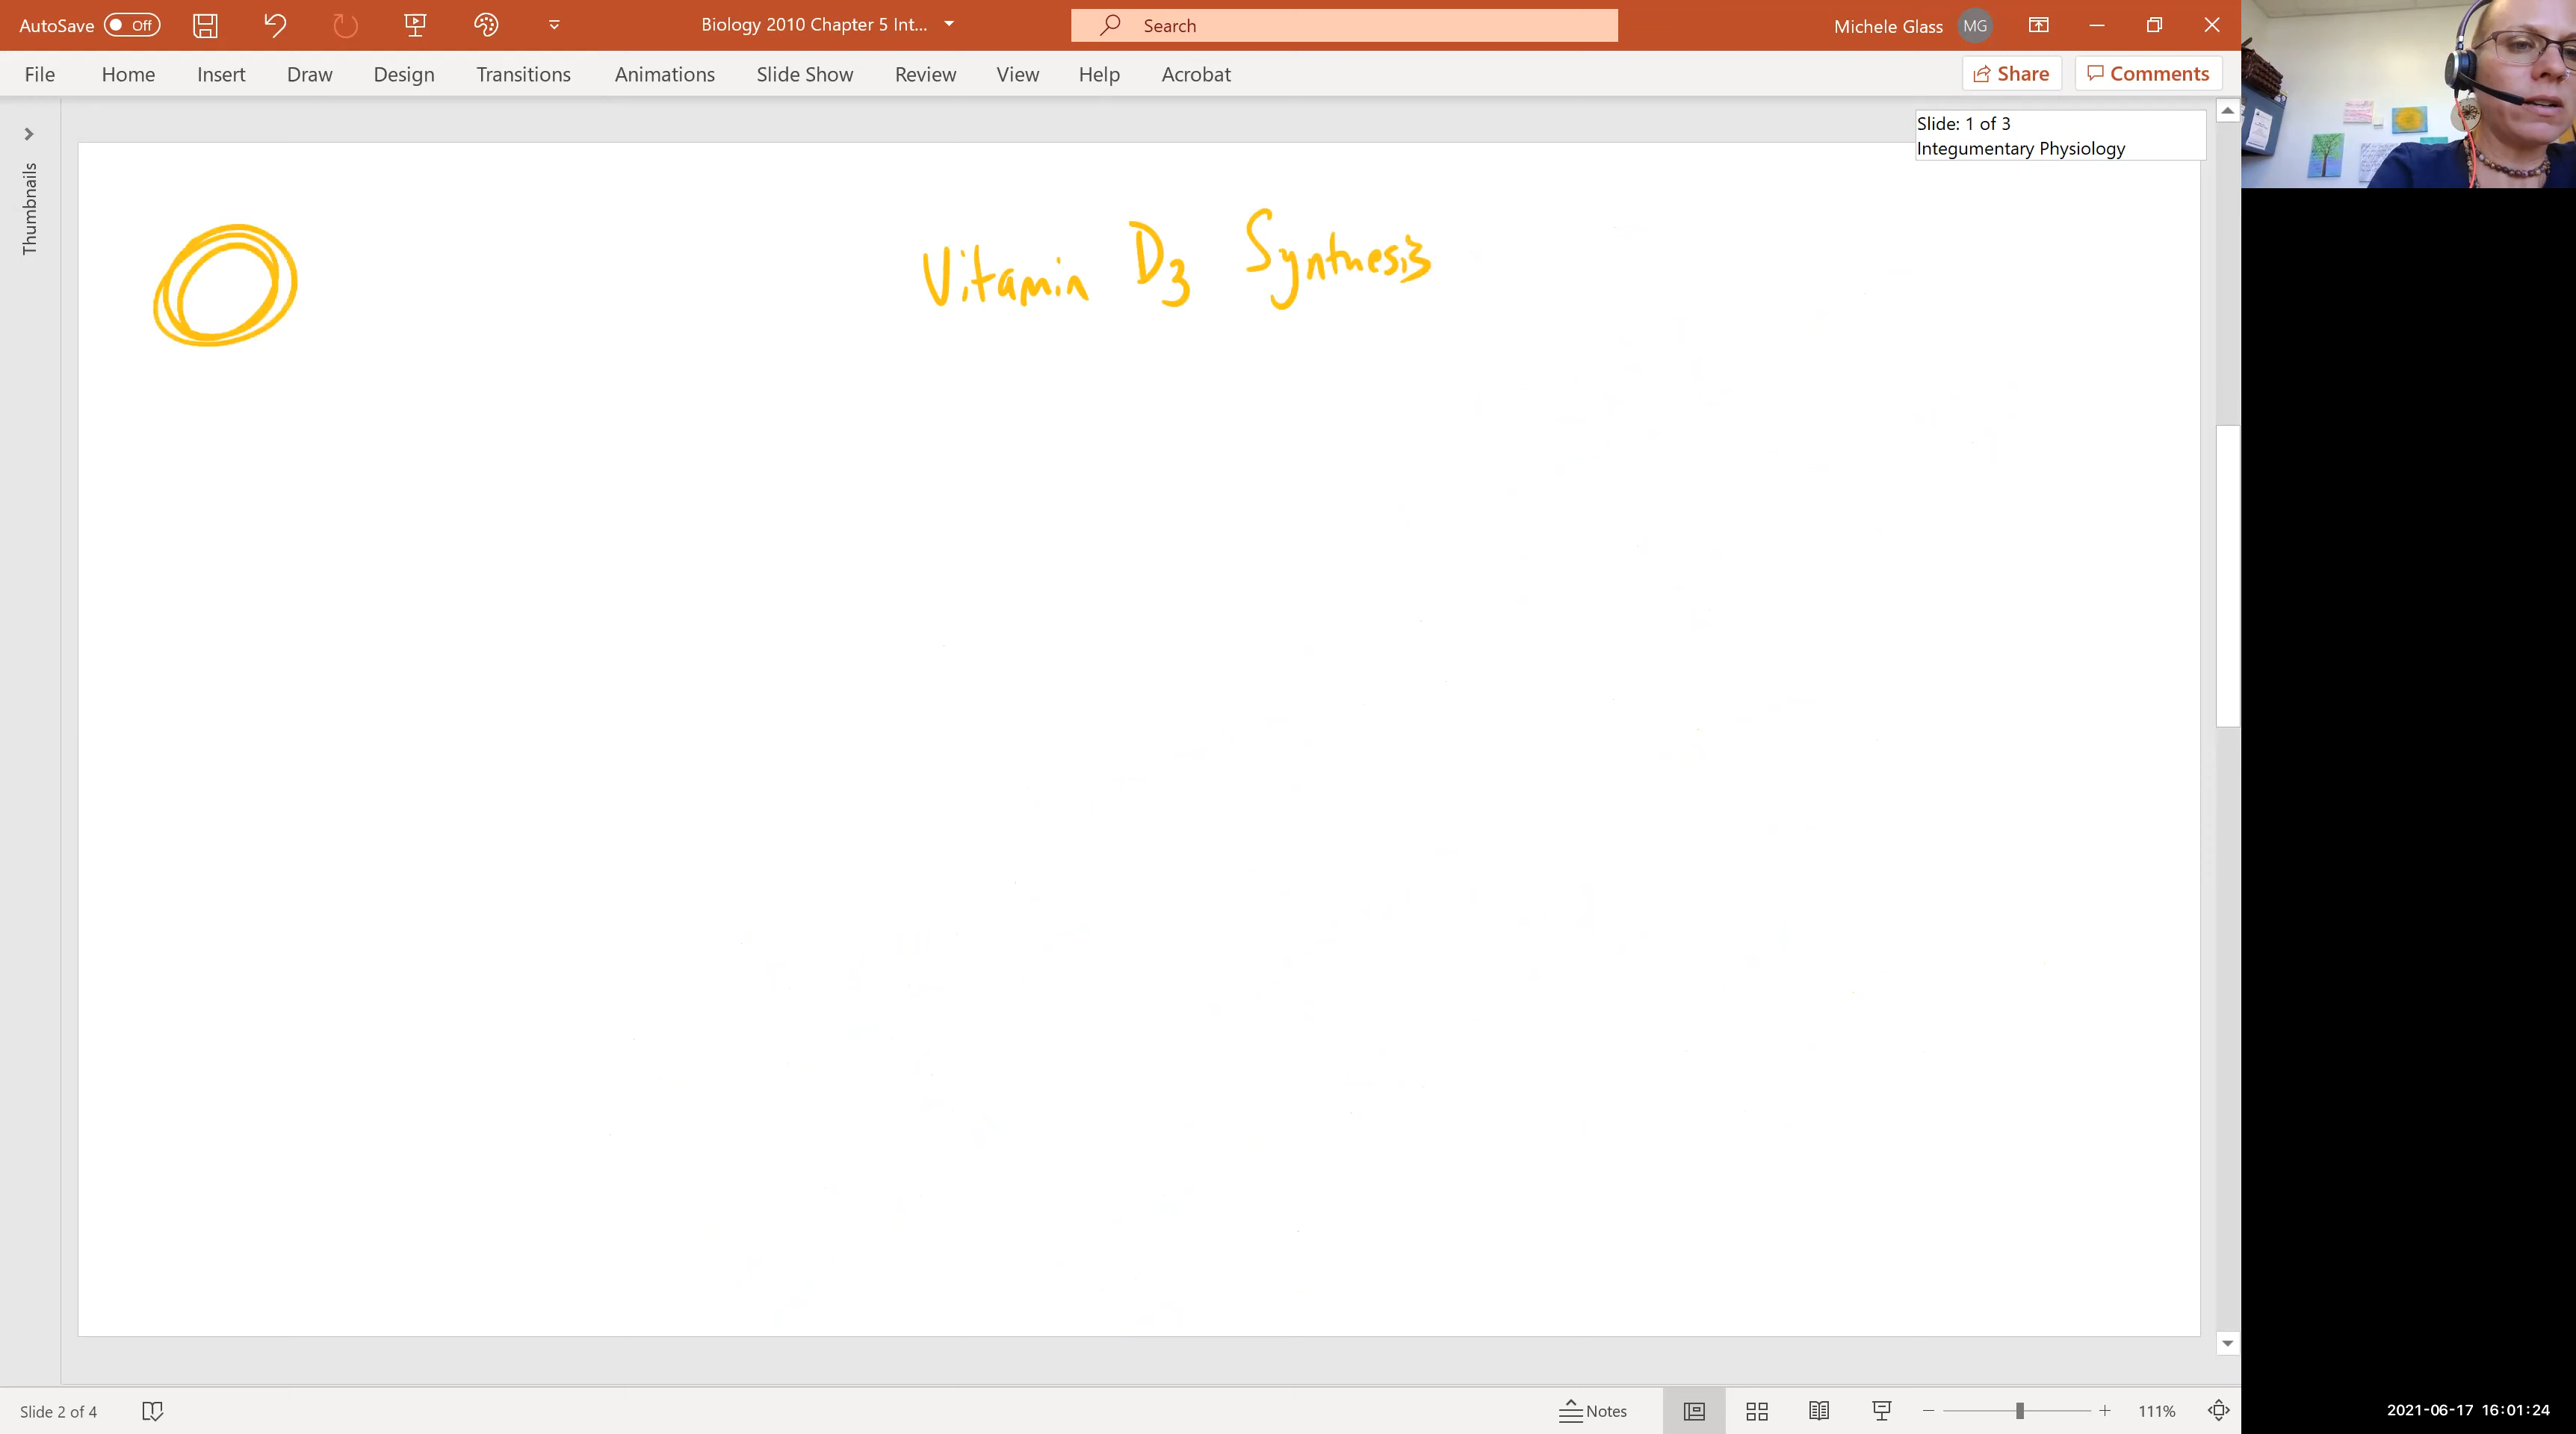 AutoSave Off
Biology 2010 Chapter 5 Int...
Search
Michele Glass MG
File Home Insert Draw Design Transitions Animations Slide Show Review View Help Acrobat
Share Comments
Thumbnails
Slide: 1 of 3
Integumentary Physiology
Vitamin D3 Synthesis
Slide 2 of 4
Notes
111%
2021-06-17 16:01:24